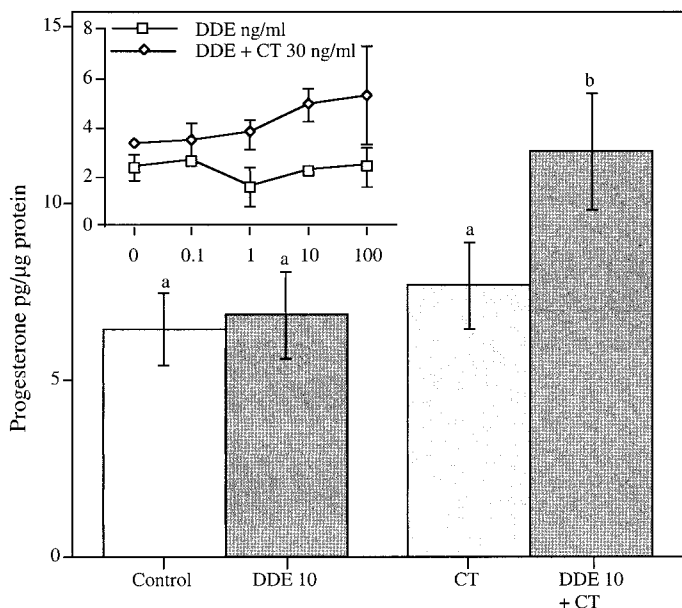 15
10
5
0
Progesterone pg/μg protein
8
6
4
2
0
DDE ng/ml
DDE + CT 30 ng/ml
0 0.1 1 10 100
a
a
a
b
Control DDE 10 CT DDE 10
+ CT